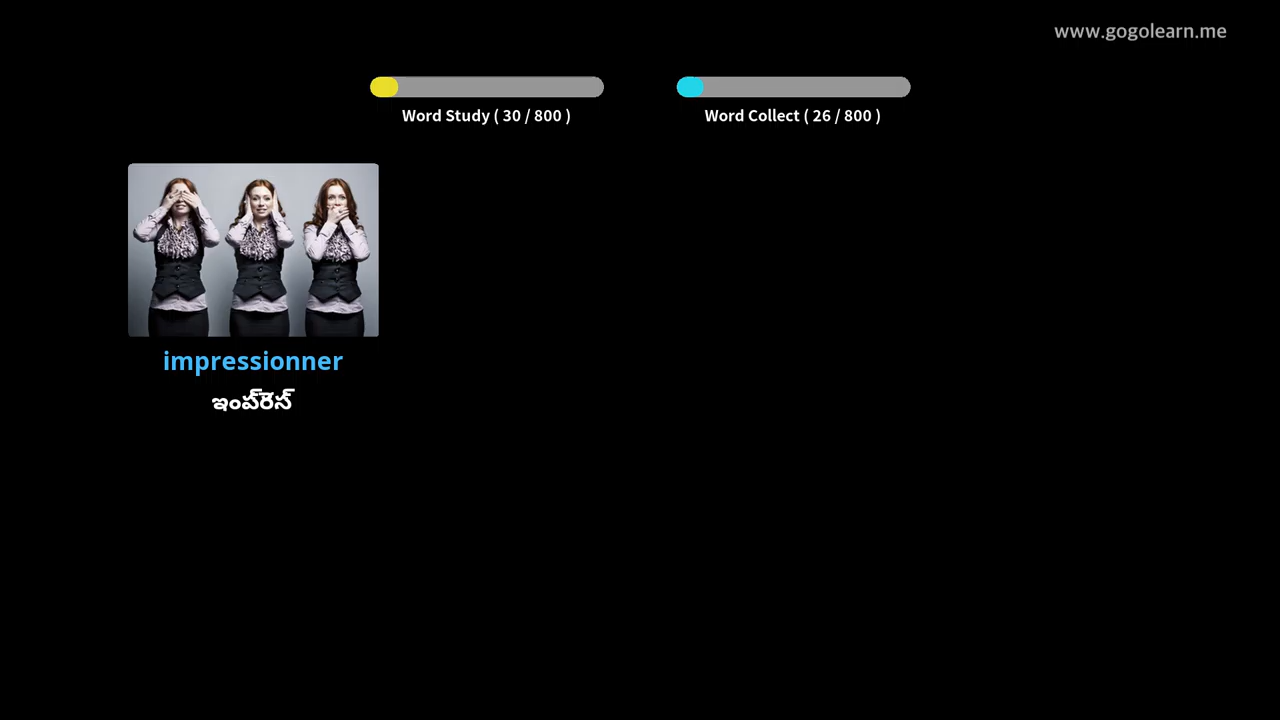 www.gogolearn.me
Word Study ( 30 / 800 )
Word Collect ( 26 / 800 )
impressionner
ఇంప్‌రెస్